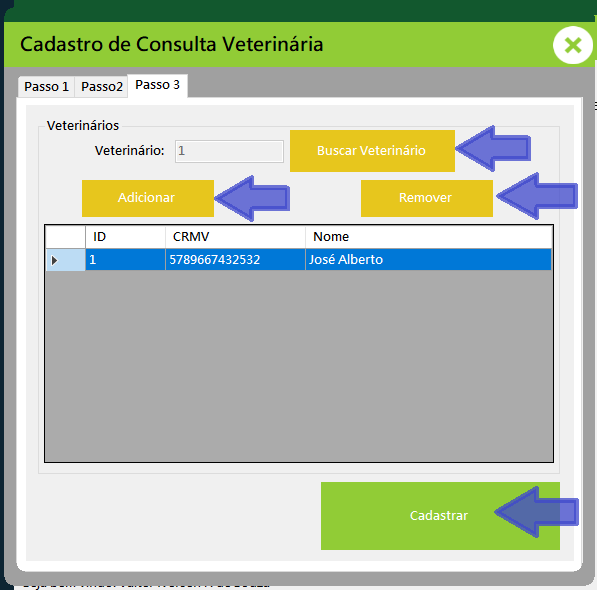 Cadastro de Consulta Veterinária
Passo 1 Passo2 Passo 3
Veterinários
Veterinário: 1 Buscar Veterinário
Adicionar Remover
ID CRMV Nome
1 5789667432532 José Alberto
Cadastrar